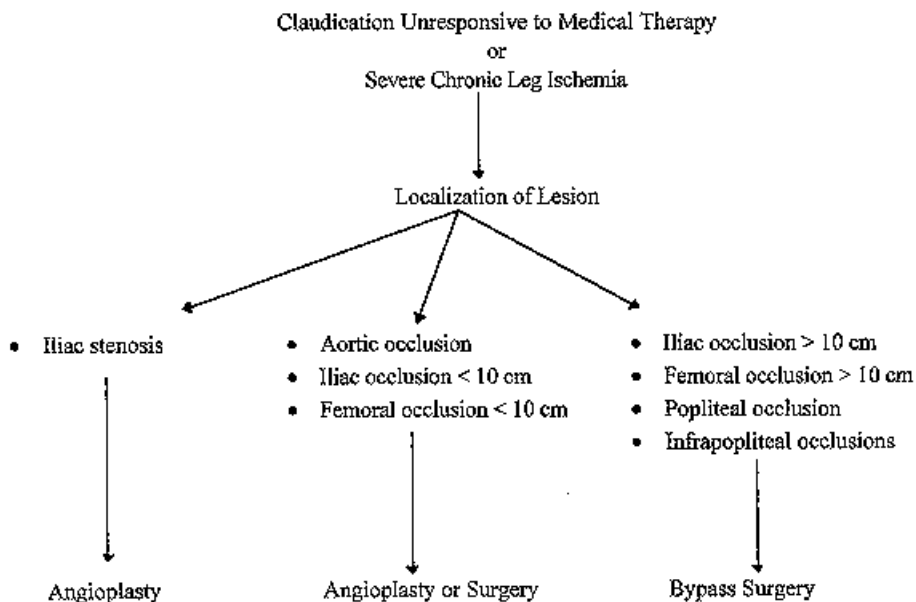 Claudication Unresponsive to Medical Therapy
or
Severe Chronic Leg Ischemia
Localization of Lesion
• Iliac stenosis
• Aortic occlusion
• Iliac occlusion < 10 cm
• Femoral occlusion < 10 cm
• Iliac occlusion > 10 cm
• Femoral occlusion > 10 cm
• Popliteal occlusion
• Infrapopliteal occlusions
Angioplasty
Angioplasty or Surgery
Bypass Surgery